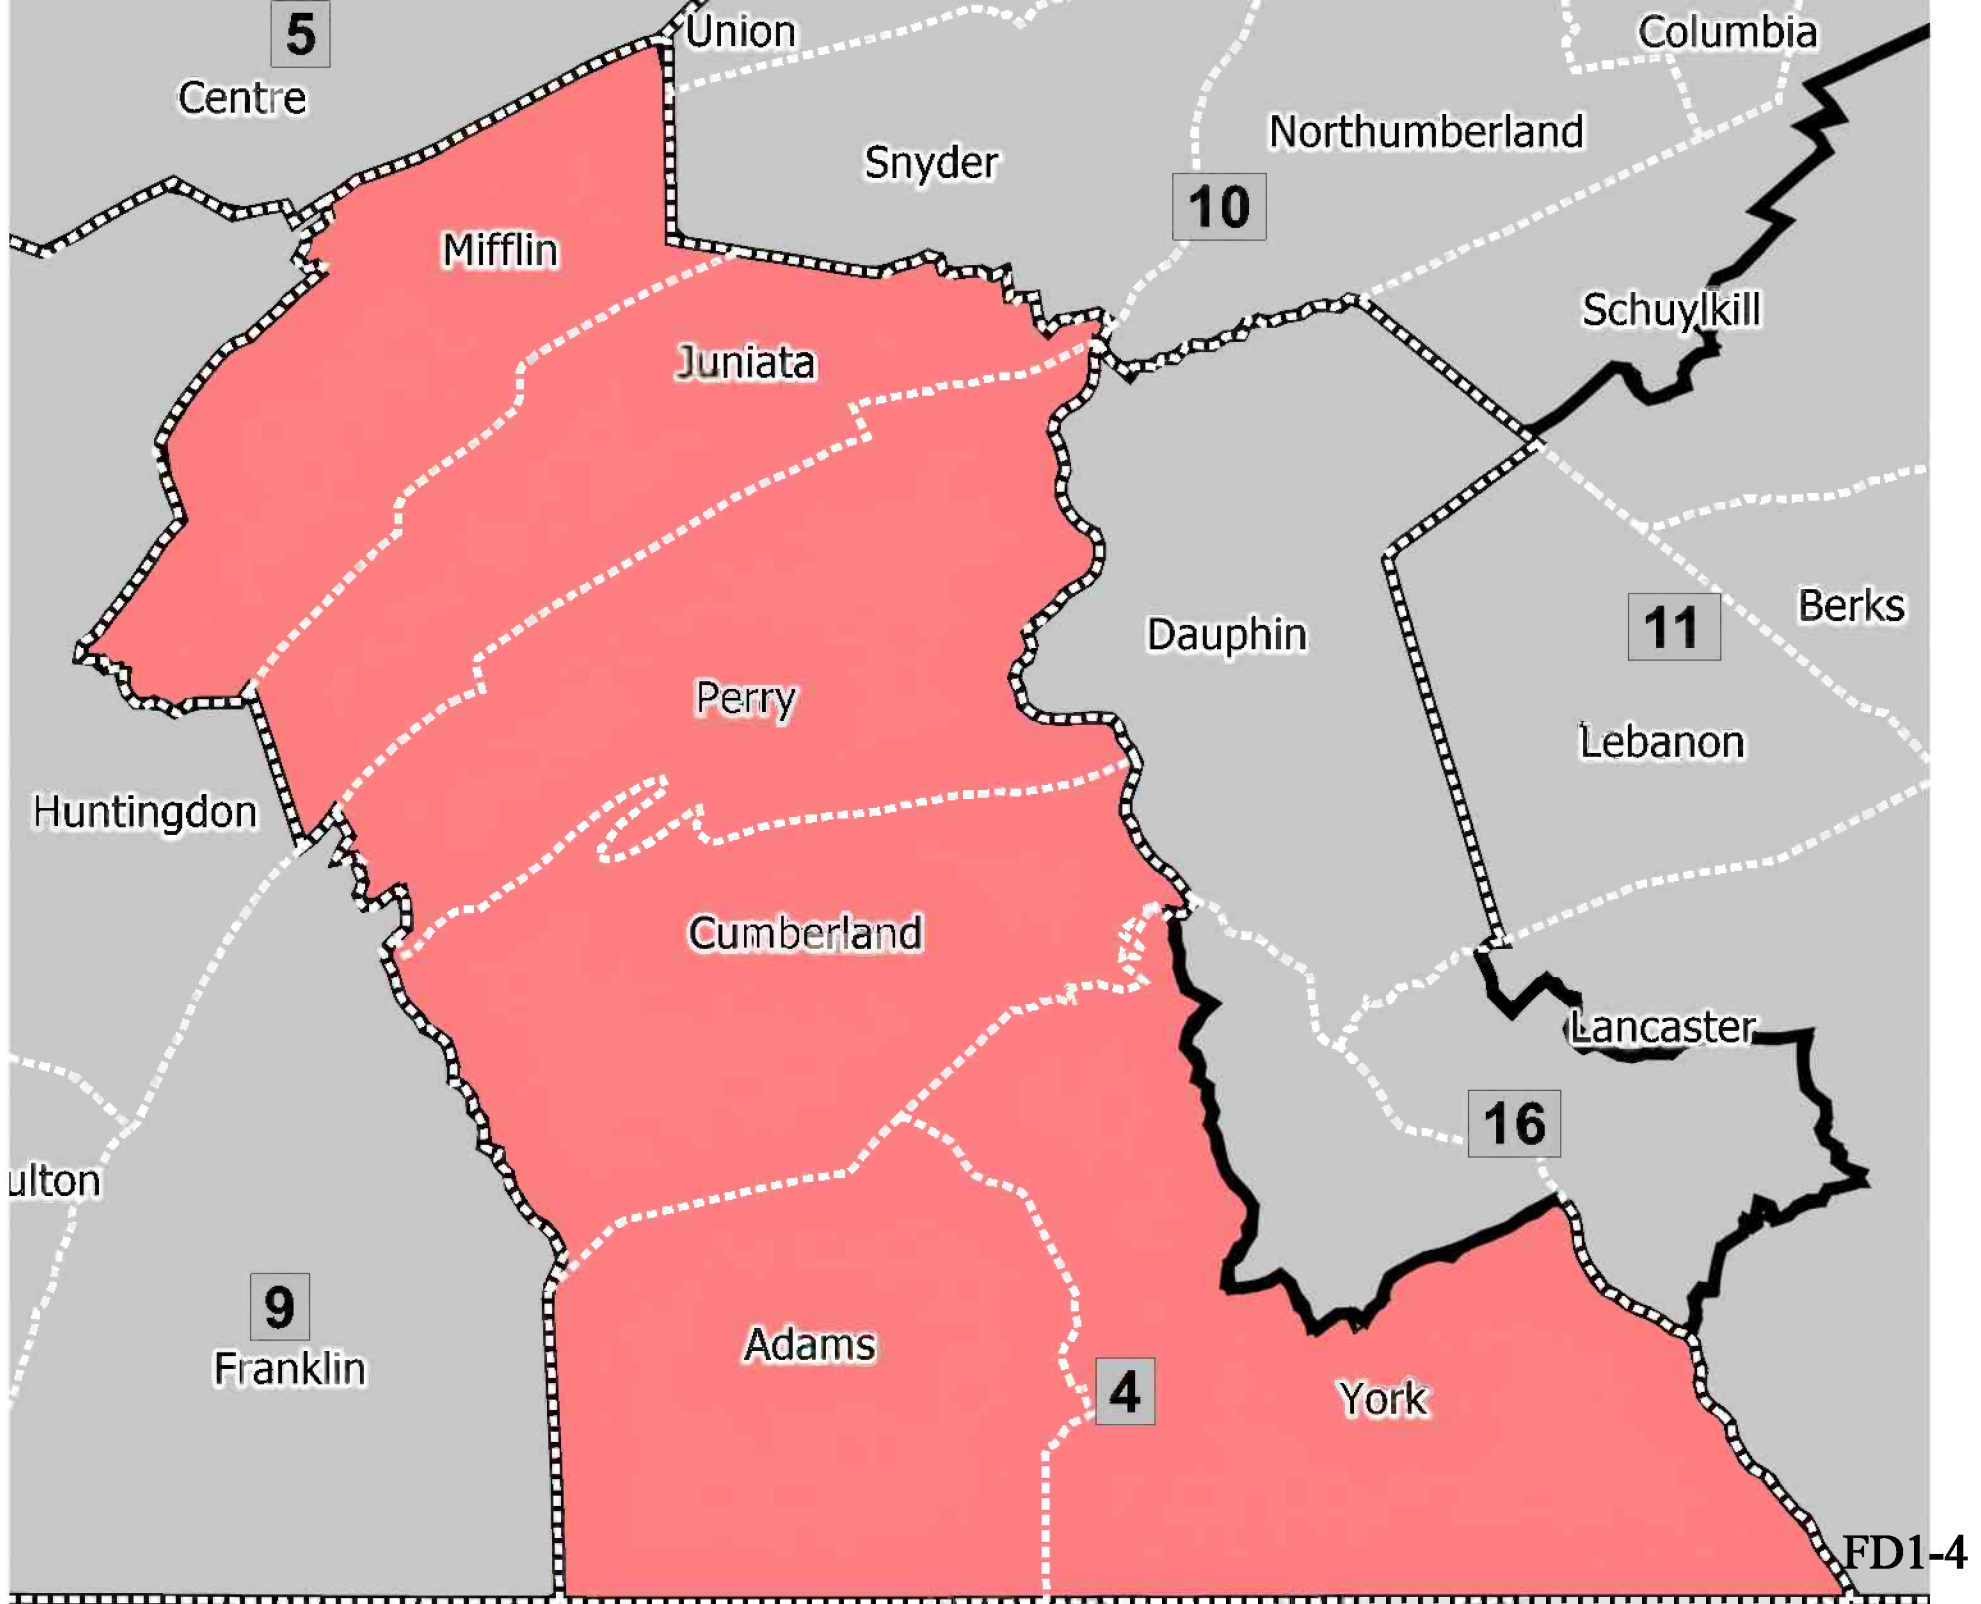 5
Union
Columbia
Centre
Northumberland
Snyder
10
Mifflin
Schuylkill
Juniata
Berks
11
Dauphin
Perry
Lebanon
Huntingdon
Cumberland
Lancaster
16
ulton
9
Adams
Franklin
4
York
FD1-4